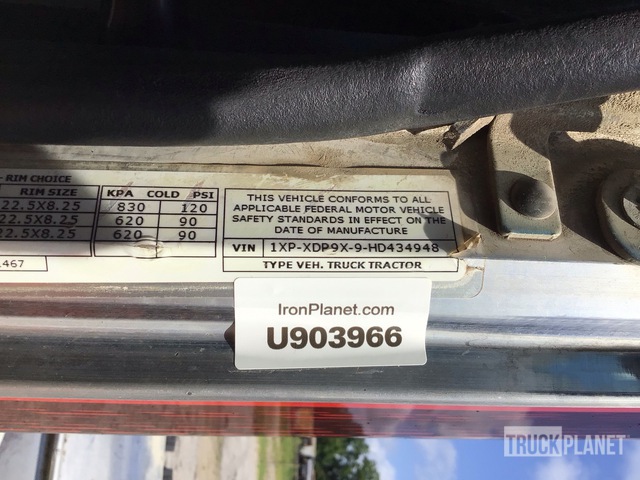 RIM CHOICE
RIM SIZE KPA COLD PSI
22.5X8.25 830 120
22.5X8.25 620 90
22.5X8.25 620 90
1467
THIS VEHICLE CONFORMS TO ALL
APPLICABLE FEDERAL MOTOR VEHICLE
SAFETY STANDARDS IN EFFECT ON THE
DATE OF MANUFACTURE
VIN 1XP-XDP9X-9-HD434948
TYPE VEH. TRUCK TRACTOR
IronPlanet.com
U903966
TRUCKPLANET